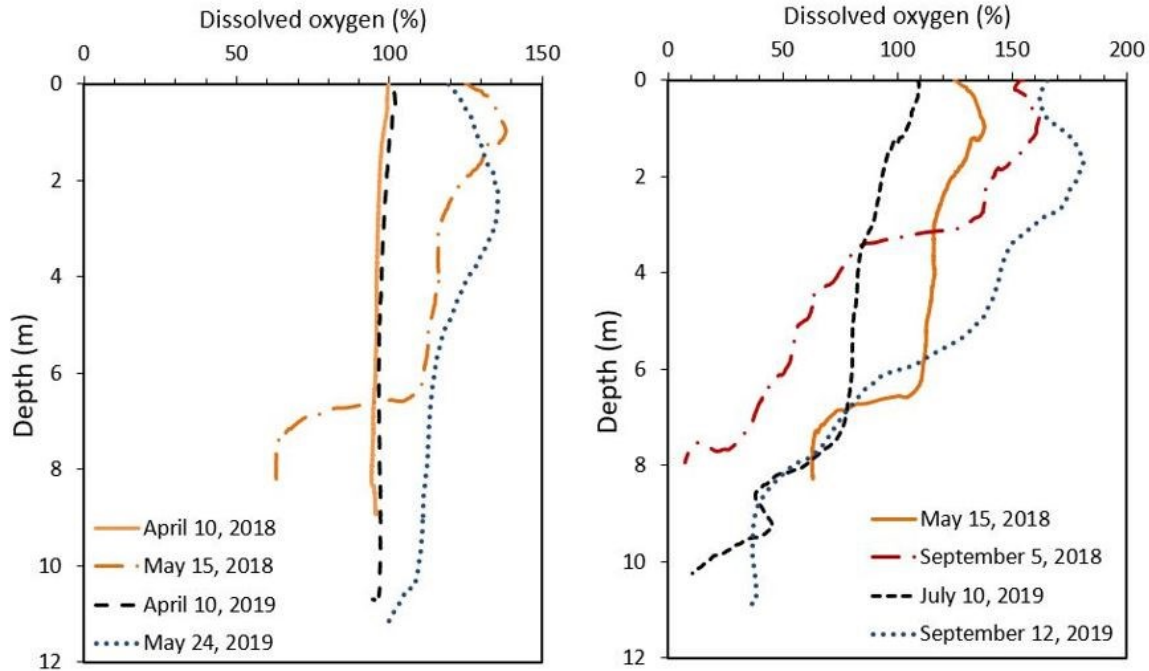 Dissolved oxygen (%)
0 50 100 150
0
2
4
6
8
10
12
Depth (m)
April 10, 2018
May 15, 2018
April 10, 2019
May 24, 2019
Dissolved oxygen (%)
0 50 100 150 200
0
2
4
6
8
10
12
Depth (m)
May 15, 2018
September 5, 2018
July 10, 2019
September 12, 2019